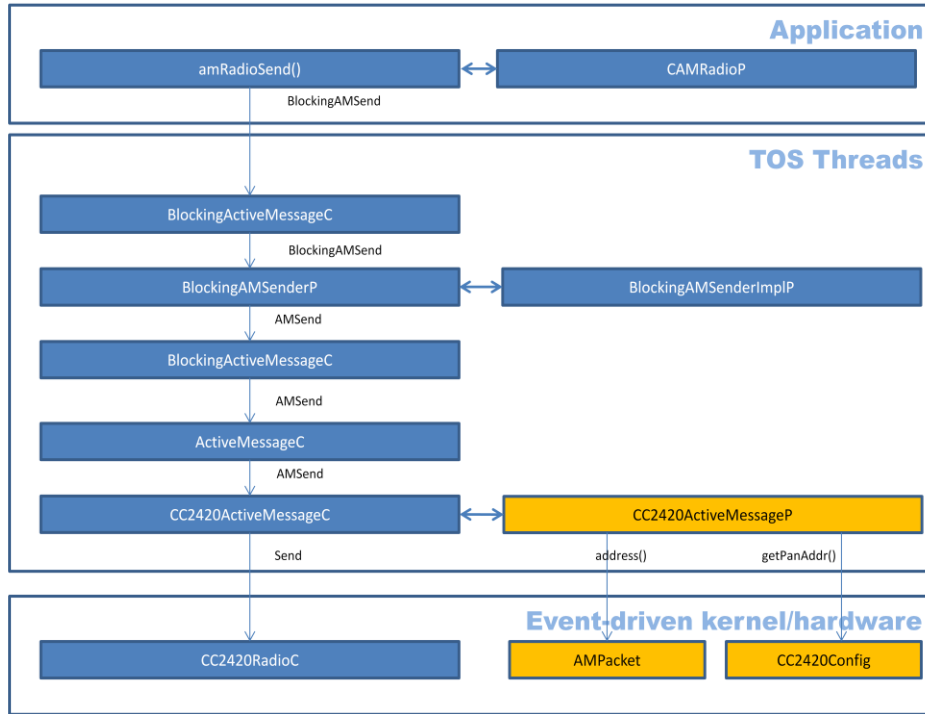 Application
amRadioSend()
CAMRadioP
BlockingAMSend
TOS Threads
BlockingActiveMessageC
BlockingAMSend
BlockingAMSenderP
BlockingAMSenderImplP
AMSend
BlockingActiveMessageC
AMSend
ActiveMessageC
AMSend
CC2420ActiveMessageC
CC2420ActiveMessageP
Send
address()
getPanAddr()
Event-driven kernel/hardware
CC2420RadioC
AMPacket
CC2420Config